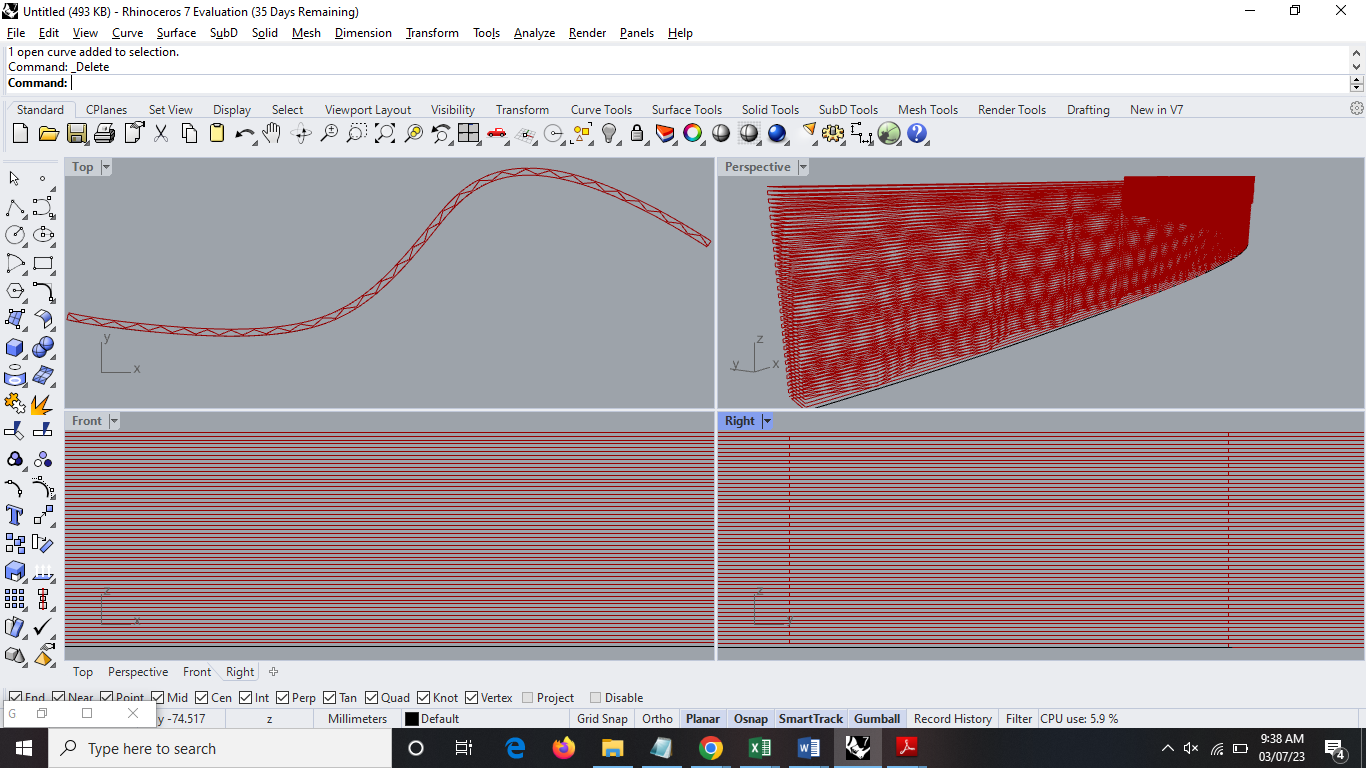 Untitled (493 KB) - Rhinoceros 7 Evaluation (35 Days Remaining)
File Edit View Curve Surface SubD Solid Mesh Dimension Transform Tools Analyze Render Panels Help
1 open curve added to selection.
Command: _Delete
Command:
Standard CPlanes Set View Display Select Viewport Layout Visibility Transform Curve Tools Surface Tools Solid Tools SubD Tools Mesh Tools Render Tools Drafting New in V7
Top Perspective
y x
z y x
Front Right
z x
z
Top Perspective Front Right
End Near Point Mid Cen Int Perp Tan Quad Knot Vertex Project Disable
G y -74.517 z Millimeters Default Grid Snap Ortho Planar Osnap SmartTrack Gumball Record History Filter CPU use: 5.9 %
Type here to search
9:38 AM
03/07/23
4